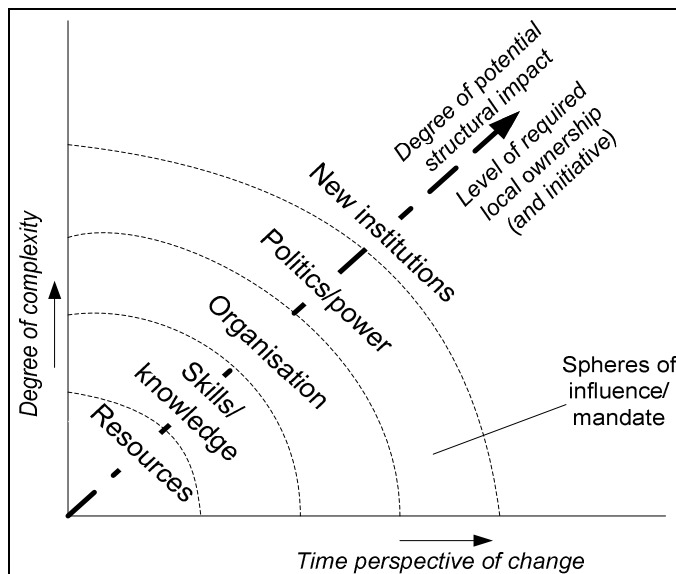 Degree of potential
structural impact
Level of required
local ownership
(and initiative)
New institutions
Politics/power
Organisation
Skills/
knowledge
Resources
Degree of complexity
Spheres of
influence/
mandate
Time perspective of change